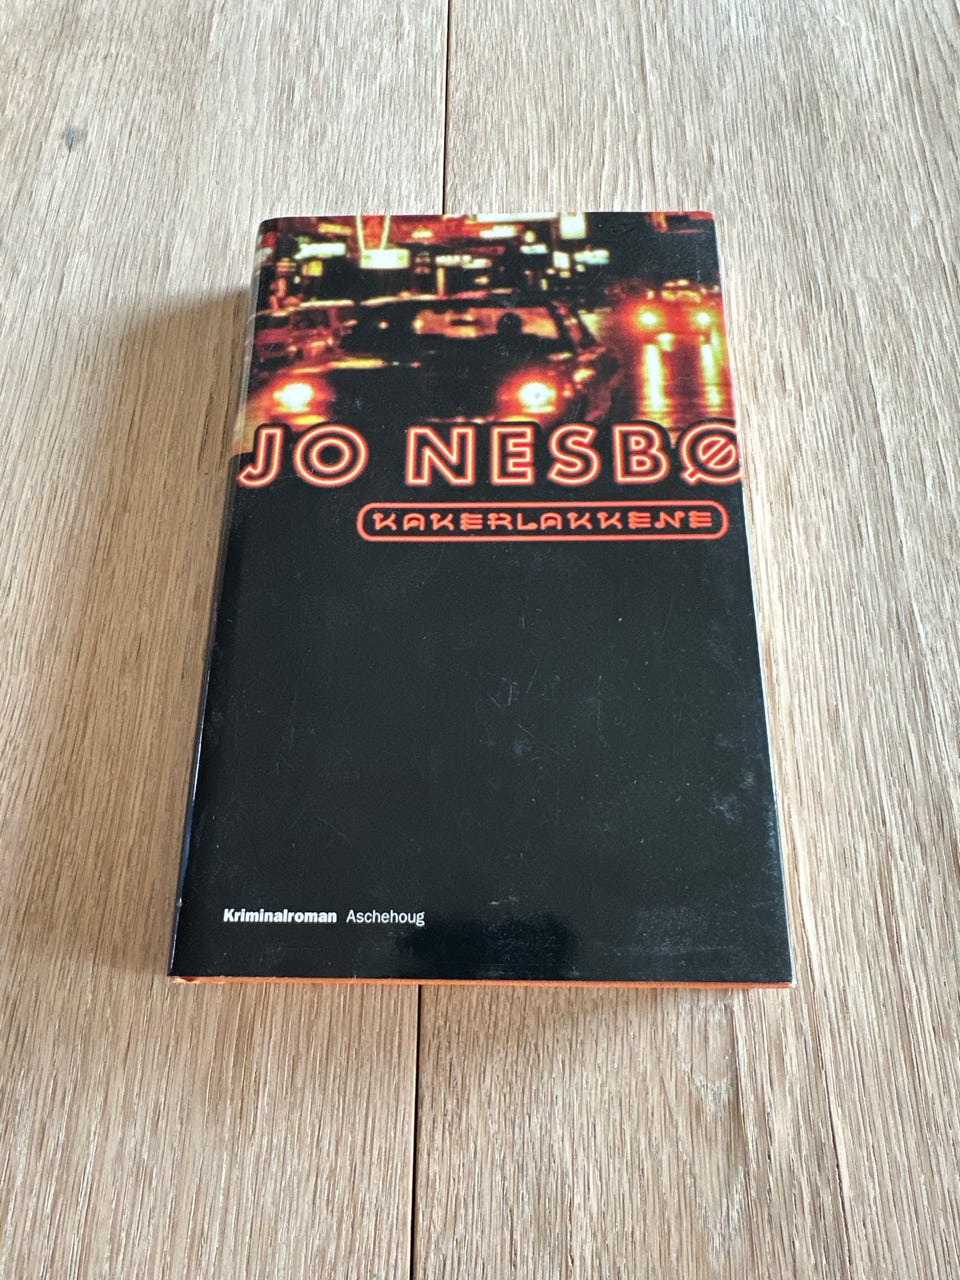 JO NESBØ
KAKERLAKKENE
Kriminalroman Aschehoug